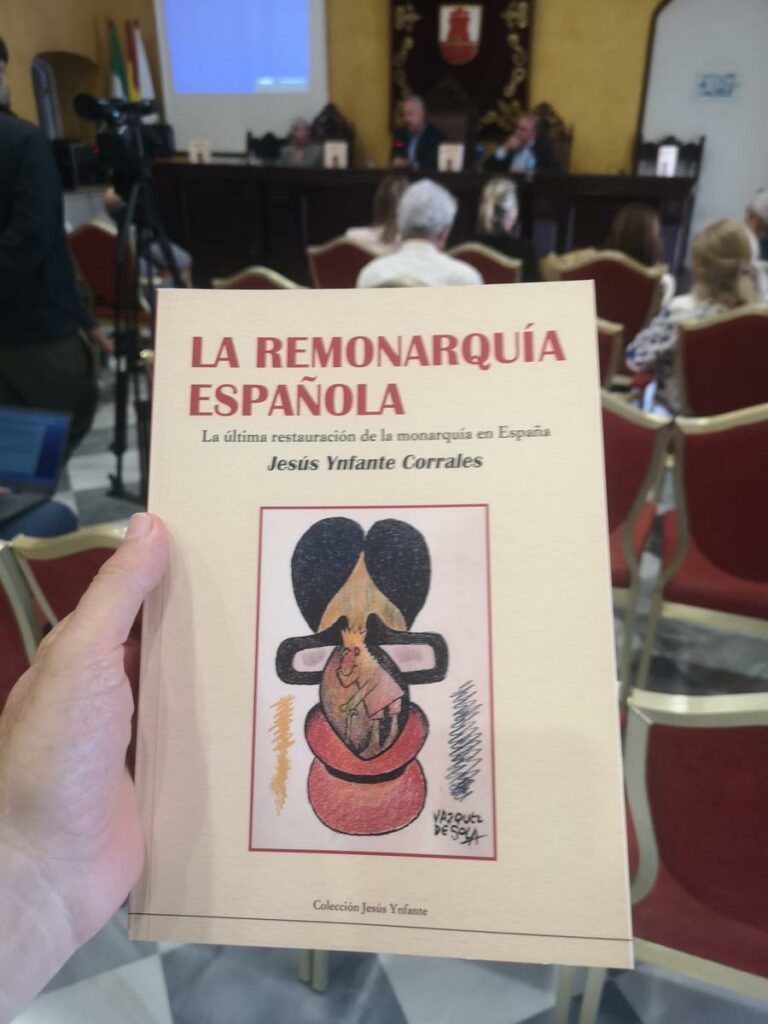 LA REMONARQUÍA
ESPAÑOLA
La última restauración de la monarquía en España
Jesús Ynfante Corrales
VAZQUEZ
DE SOLA
Colección Jesús Ynfante